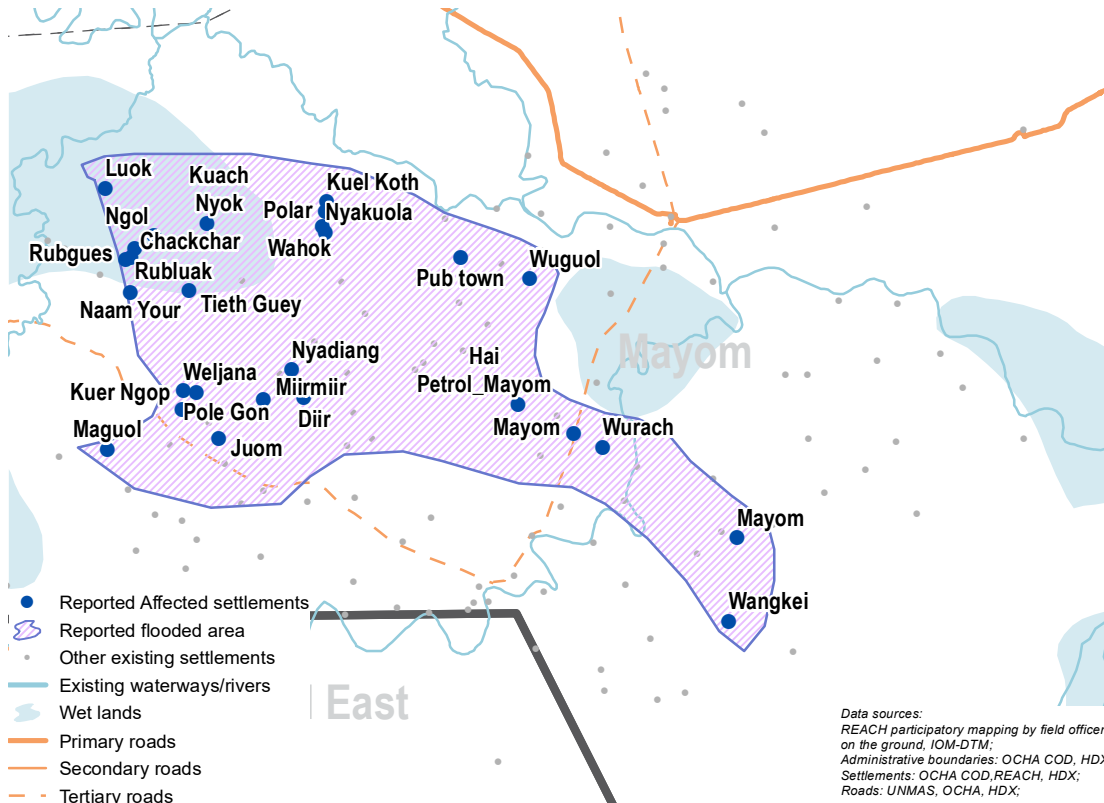 Luok
Kuach
Nyok
Kuel Koth
Polar
Nyakuola
Ngol
Chackchar
Wahok
Rubgues
Rubluak
Pub town
Wuguol
Naam Your
Tieth Guey
Mayom
Nyadiang
Hai
Petrol_Mayom
Weljana
Kuer Ngop
Miirmiir
Pole Gon
Diir
Maguol
Juom
Mayom
Wurach
Mayom
Wangkei
East
Reported Affected settlements
Reported flooded area
Other existing settlements
Existing waterways/rivers
Wet lands
Primary roads
Secondary roads
Tertiary roads
Data sources:
REACH participatory mapping by field officer
on the ground, IOM-DTM;
Administrative boundaries: OCHA COD, HDX
Settlements: OCHA COD,REACH, HDX;
Roads: UNMAS, OCHA, HDX;